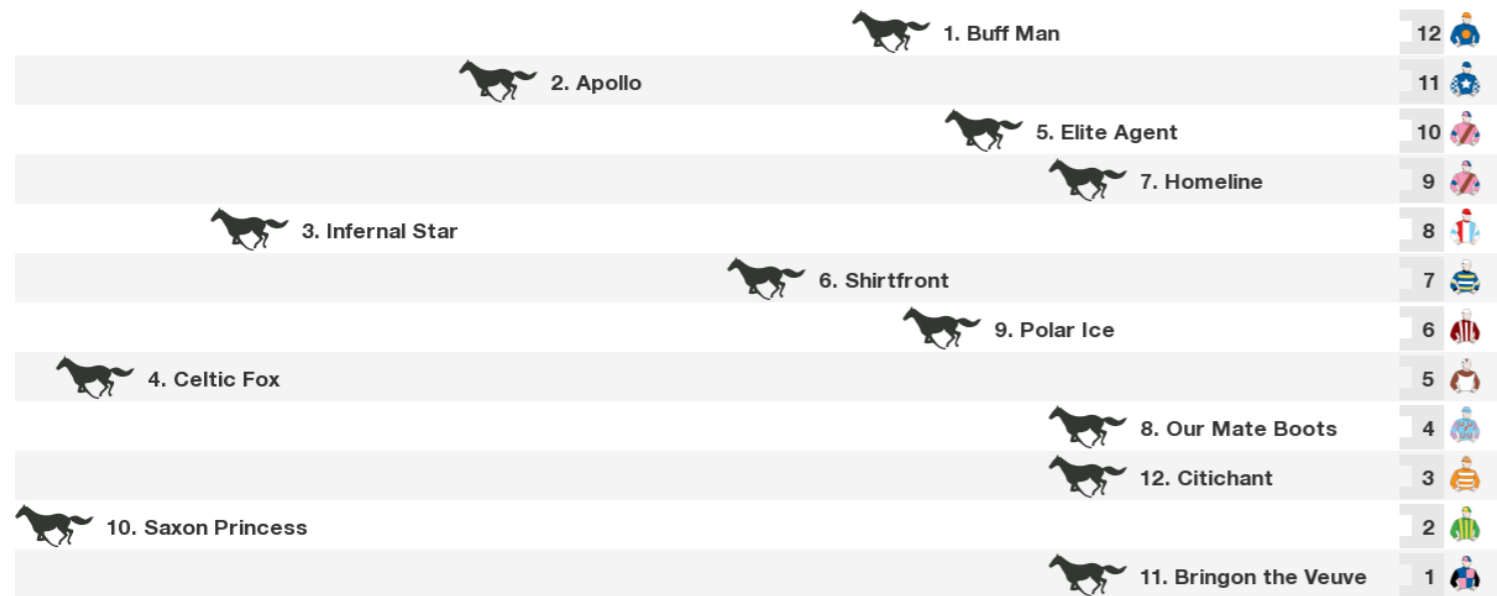 1. Buff Man 12
2. Apollo 11
5. Elite Agent 10
7. Homeline 9
3. Infernal Star 8
6. Shirtfront 7
9. Polar Ice 6
4. Celtic Fox 5
8. Our Mate Boots 4
12. Citichant 3
10. Saxon Princess 2
11. Bringon the Veuve 1